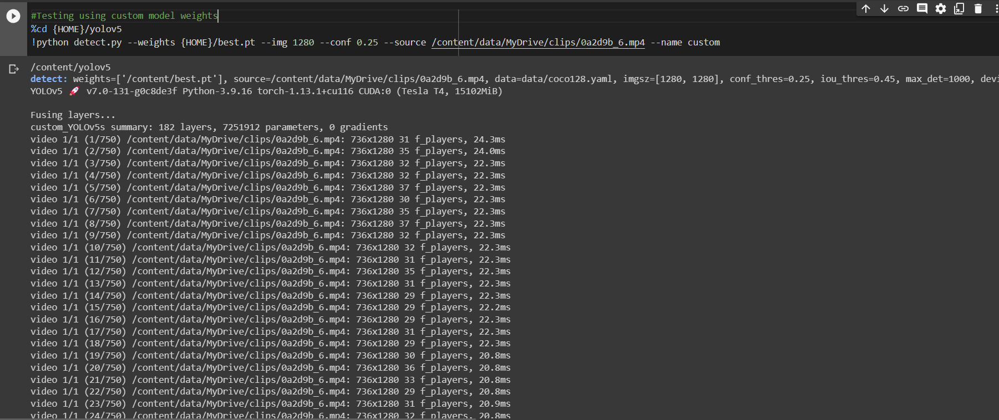 #Testing using custom model weights
%cd {HOME}/yolov5
!python detect.py --weights {HOME}/best.pt --img 1280 --conf 0.25 --source /content/data/MyDrive/clips/0a2d9b_6.mp4 --name custom
/content/yolov5
detect: weights=['/content/best.pt'], source=/content/data/MyDrive/clips/0a2d9b_6.mp4, data=data/coco128.yaml, imgsz=[1280, 1280], conf_thres=0.25, iou_thres=0.45, max_det=1000, devi
YOLOv5 🚀 v7.0-131-g0c8de3f Python-3.9.16 torch-1.13.1+cu116 CUDA:0 (Tesla T4, 15102MiB)
Fusing layers...
custom_YOLOv5s summary: 182 layers, 7251912 parameters, 0 gradients
video 1/1 (1/750) /content/data/MyDrive/clips/0a2d9b_6.mp4: 736x1280 31 f_players, 24.3ms
video 1/1 (2/750) /content/data/MyDrive/clips/0a2d9b_6.mp4: 736x1280 35 f_players, 24.0ms
video 1/1 (3/750) /content/data/MyDrive/clips/0a2d9b_6.mp4: 736x1280 32 f_players, 22.3ms
video 1/1 (4/750) /content/data/MyDrive/clips/0a2d9b_6.mp4: 736x1280 32 f_players, 22.3ms
video 1/1 (5/750) /content/data/MyDrive/clips/0a2d9b_6.mp4: 736x1280 37 f_players, 22.3ms
video 1/1 (6/750) /content/data/MyDrive/clips/0a2d9b_6.mp4: 736x1280 30 f_players, 22.3ms
video 1/1 (7/750) /content/data/MyDrive/clips/0a2d9b_6.mp4: 736x1280 35 f_players, 22.3ms
video 1/1 (8/750) /content/data/MyDrive/clips/0a2d9b_6.mp4: 736x1280 37 f_players, 22.3ms
video 1/1 (9/750) /content/data/MyDrive/clips/0a2d9b_6.mp4: 736x1280 32 f_players, 22.3ms
video 1/1 (10/750) /content/data/MyDrive/clips/0a2d9b_6.mp4: 736x1280 32 f_players, 22.3ms
video 1/1 (11/750) /content/data/MyDrive/clips/0a2d9b_6.mp4: 736x1280 31 f_players, 22.3ms
video 1/1 (12/750) /content/data/MyDrive/clips/0a2d9b_6.mp4: 736x1280 35 f_players, 22.3ms
video 1/1 (13/750) /content/data/MyDrive/clips/0a2d9b_6.mp4: 736x1280 31 f_players, 22.3ms
video 1/1 (14/750) /content/data/MyDrive/clips/0a2d9b_6.mp4: 736x1280 29 f_players, 22.3ms
video 1/1 (15/750) /content/data/MyDrive/clips/0a2d9b_6.mp4: 736x1280 29 f_players, 22.2ms
video 1/1 (16/750) /content/data/MyDrive/clips/0a2d9b_6.mp4: 736x1280 29 f_players, 22.3ms
video 1/1 (17/750) /content/data/MyDrive/clips/0a2d9b_6.mp4: 736x1280 31 f_players, 22.3ms
video 1/1 (18/750) /content/data/MyDrive/clips/0a2d9b_6.mp4: 736x1280 29 f_players, 22.3ms
video 1/1 (19/750) /content/data/MyDrive/clips/0a2d9b_6.mp4: 736x1280 30 f_players, 20.8ms
video 1/1 (20/750) /content/data/MyDrive/clips/0a2d9b_6.mp4: 736x1280 36 f_players, 20.8ms
video 1/1 (21/750) /content/data/MyDrive/clips/0a2d9b_6.mp4: 736x1280 33 f_players, 20.8ms
video 1/1 (22/750) /content/data/MyDrive/clips/0a2d9b_6.mp4: 736x1280 29 f_players, 20.8ms
video 1/1 (23/750) /content/data/MyDrive/clips/0a2d9b_6.mp4: 736x1280 31 f_players, 20.9ms
video 1/1 (24/750) /content/data/MyDrive/clips/0a2d9b_6.mp4: 736x1280 32 f_players, 20.8ms